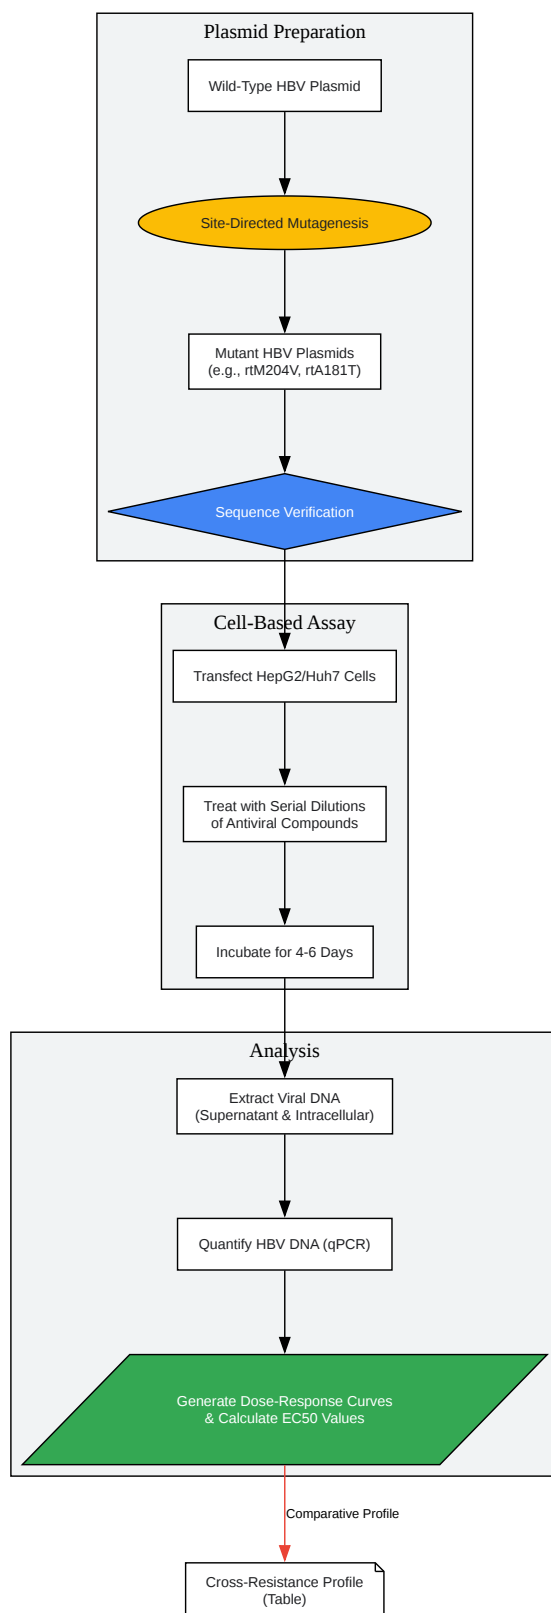 Plasmid Preparation
Wild-Type HBV Plasmid
Site-Directed Mutagenesis
Mutant HBV Plasmids
(e.g., rtM204V, rtA181T)
Sequence Verification
Cell-Based Assay
Transfect HepG2/Huh7 Cells
Treat with Serial Dilutions
of Antiviral Compounds
Incubate for 4-6 Days
Analysis
Extract Viral DNA
(Supernatant & Intracellular)
Quantify HBV DNA (qPCR)
Generate Dose-Response Curves
& Calculate EC50 Values
Comparative Profile
Cross-Resistance Profile
(Table)